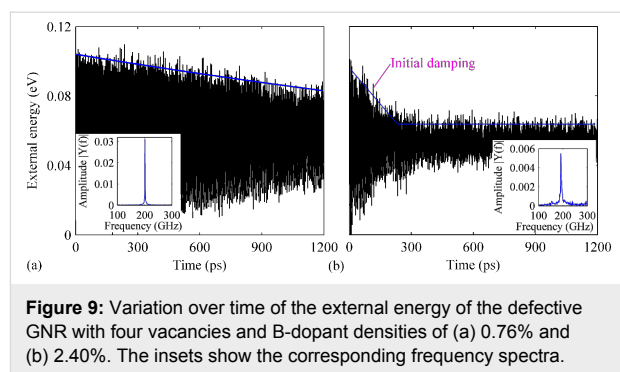 0.12
0.08
0.04
0
External energy (eV)
Amplitude |Y(f)|
0.03
0.02
0.01
0
100 200 300
Frequency (GHz)
0 300 600 900 1200
(a) Time (ps)
Initial damping
Amplitude |Y(f)|
0.006
0.004
0.002
0
100 200 300
Frequency (GHz)
0 300 600 900 1200
(b) Time (ps)
Figure 9: Variation over time of the external energy of the defective
GNR with four vacancies and B-dopant densities of (a) 0.76% and
(b) 2.40%. The insets show the corresponding frequency spectra.